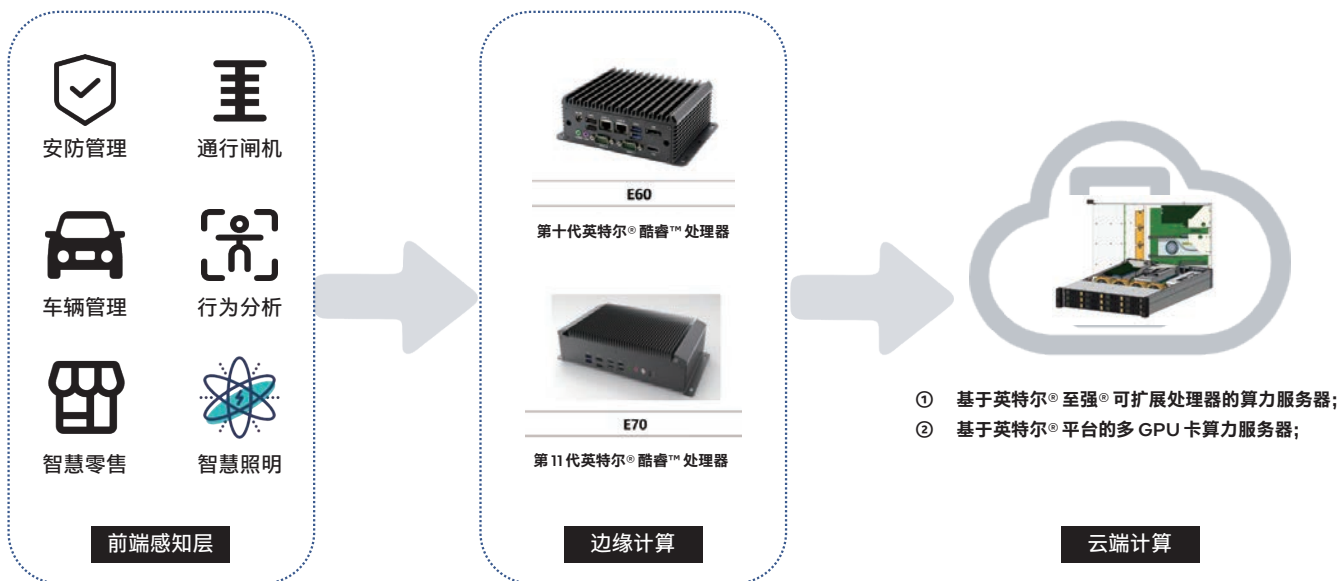 安防管理
通行闸机
车辆管理
行为分析
智慧零售
智慧照明
前端感知层
E60
第十代英特尔® 酷睿™ 处理器
E70
第11代英特尔® 酷睿™ 处理器
边缘计算
① 基于英特尔® 至强® 可扩展处理器的算力服务器;
② 基于英特尔® 平台的多 GPU 卡算力服务器;
云端计算